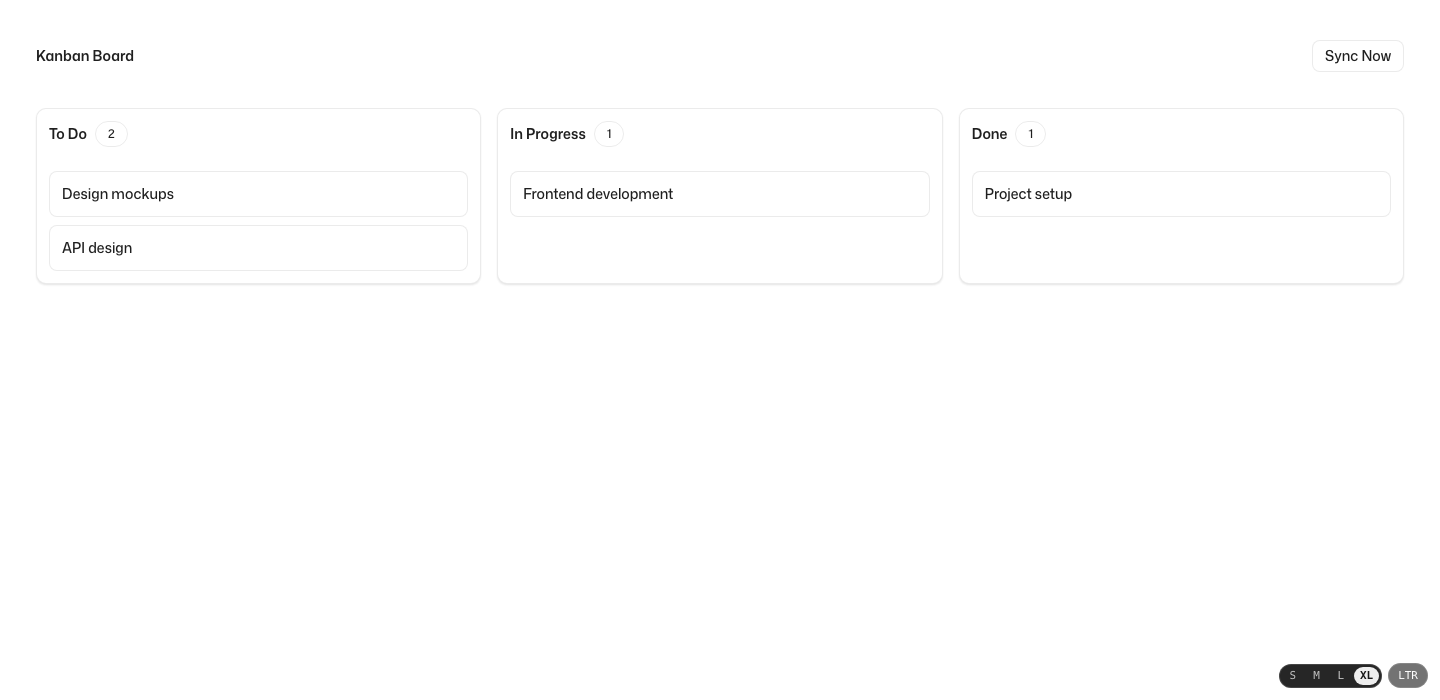 Kanban Board
Sync Now
To Do 2
Design mockups
API design
In Progress 1
Frontend development
Done 1
Project setup
S M L XL LTR